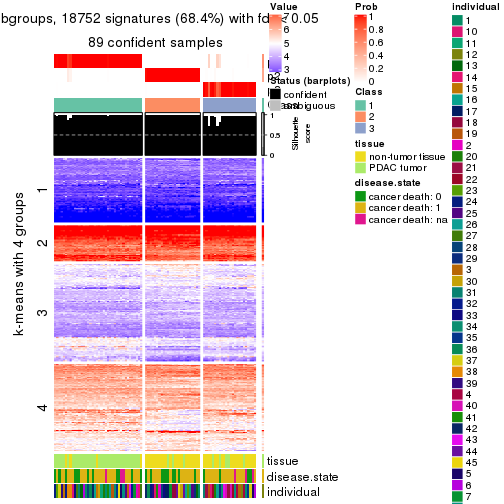 bgroups, 18752 signatures (68.4%) with fdr < 0.05
89 confident samples
1
2
3
4
k-means with 4 groups
1
0.5
0
Silhouette
score
tissue
disease.state
individual
Value
6
5
4
3
Status (barplots)
confident
ambiguous
Prob
1
0.8
0.6
0.4
0.2
0
Class
1
2
3
tissue
non-tumor tissue
PDAC tumor
disease.state
cancer death: 0
cancer death: 1
cancer death: na
individual
1
10
11
12
13
14
15
16
17
18
19
2
20
21
22
23
24
25
26
27
28
29
3
30
31
32
33
34
35
36
37
38
39
4
40
41
42
43
44
45
5
6
7